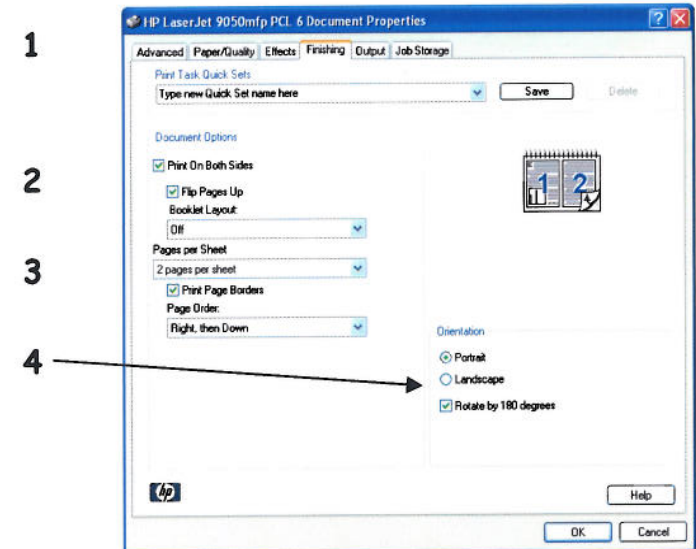 HP LaserJet 9050mfp PCL 6 Document Properties
1
Advanced Paper/Quality Effects Finishing Output Job Storage
Print Task Quick Sets
Type new Quick Set name here Save Delete
Document Options
Print On Both Sides
2
Flip Pages Up
1 2
Booklet Layout:
Off
Pages per Sheet
3
2 pages per sheet
Print Page Borders
Page Order:
Right, then Down
Orientation
4
Portrait
Landscape
Rotate by 180 degrees
hp
Help
OK Cancel